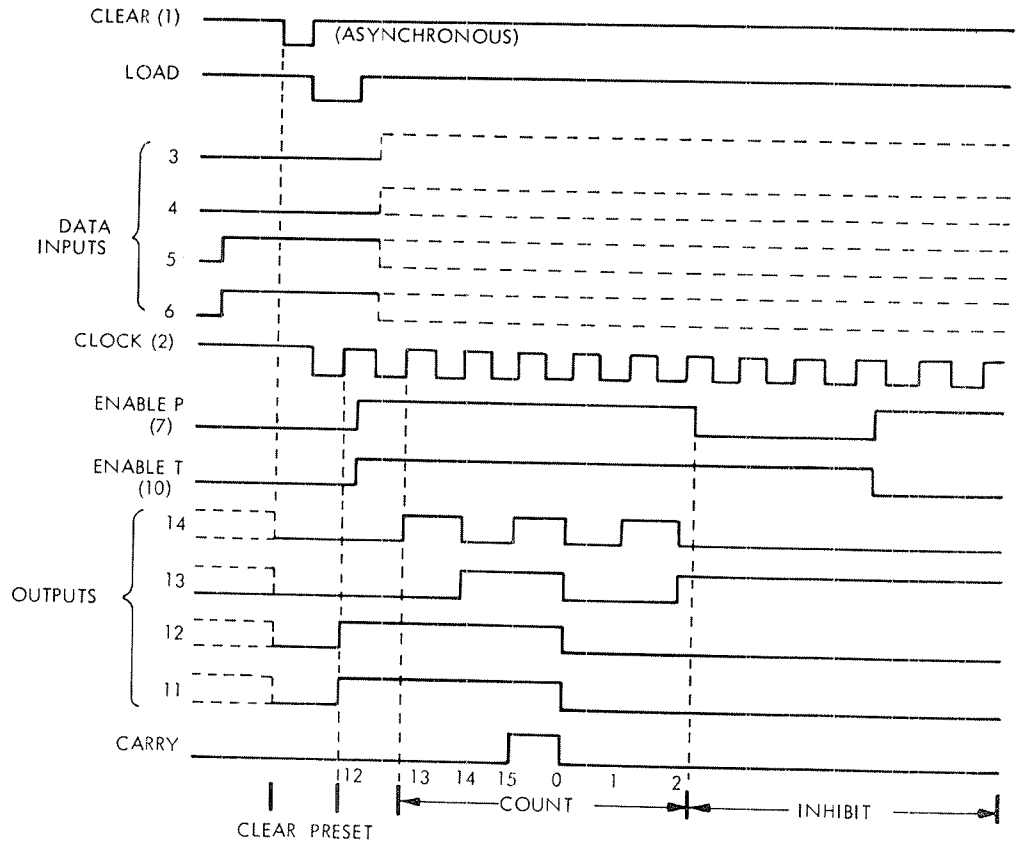 CLEAR (1)
(ASYNCHRONOUS)
LOAD
3
4
DATA
INPUTS
5
6
CLOCK (2)
ENABLE P
(7)
ENABLE T
(10)
14
13
OUTPUTS
12
11
CARRY
12 13 14 15 0 1 2
COUNT INHIBIT
CLEAR PRESET